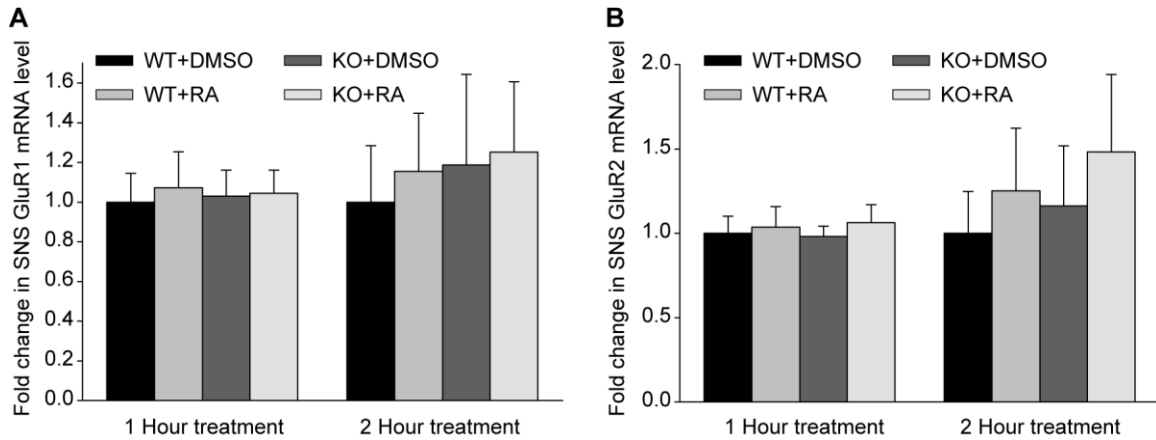 A
Fold change in SNS GluR1 mRNA level
WT+DMSO
KO+DMSO
WT+RA
KO+RA
1.6
1.4
1.2
1.0
0.8
0.6
0.4
0.2
0.0
1 Hour treatment
2 Hour treatment
B
Fold change in SNS GluR2 mRNA level
WT+DMSO
KO+DMSO
WT+RA
KO+RA
2.0
1.5
1.0
0.5
0.0
1 Hour treatment
2 Hour treatment